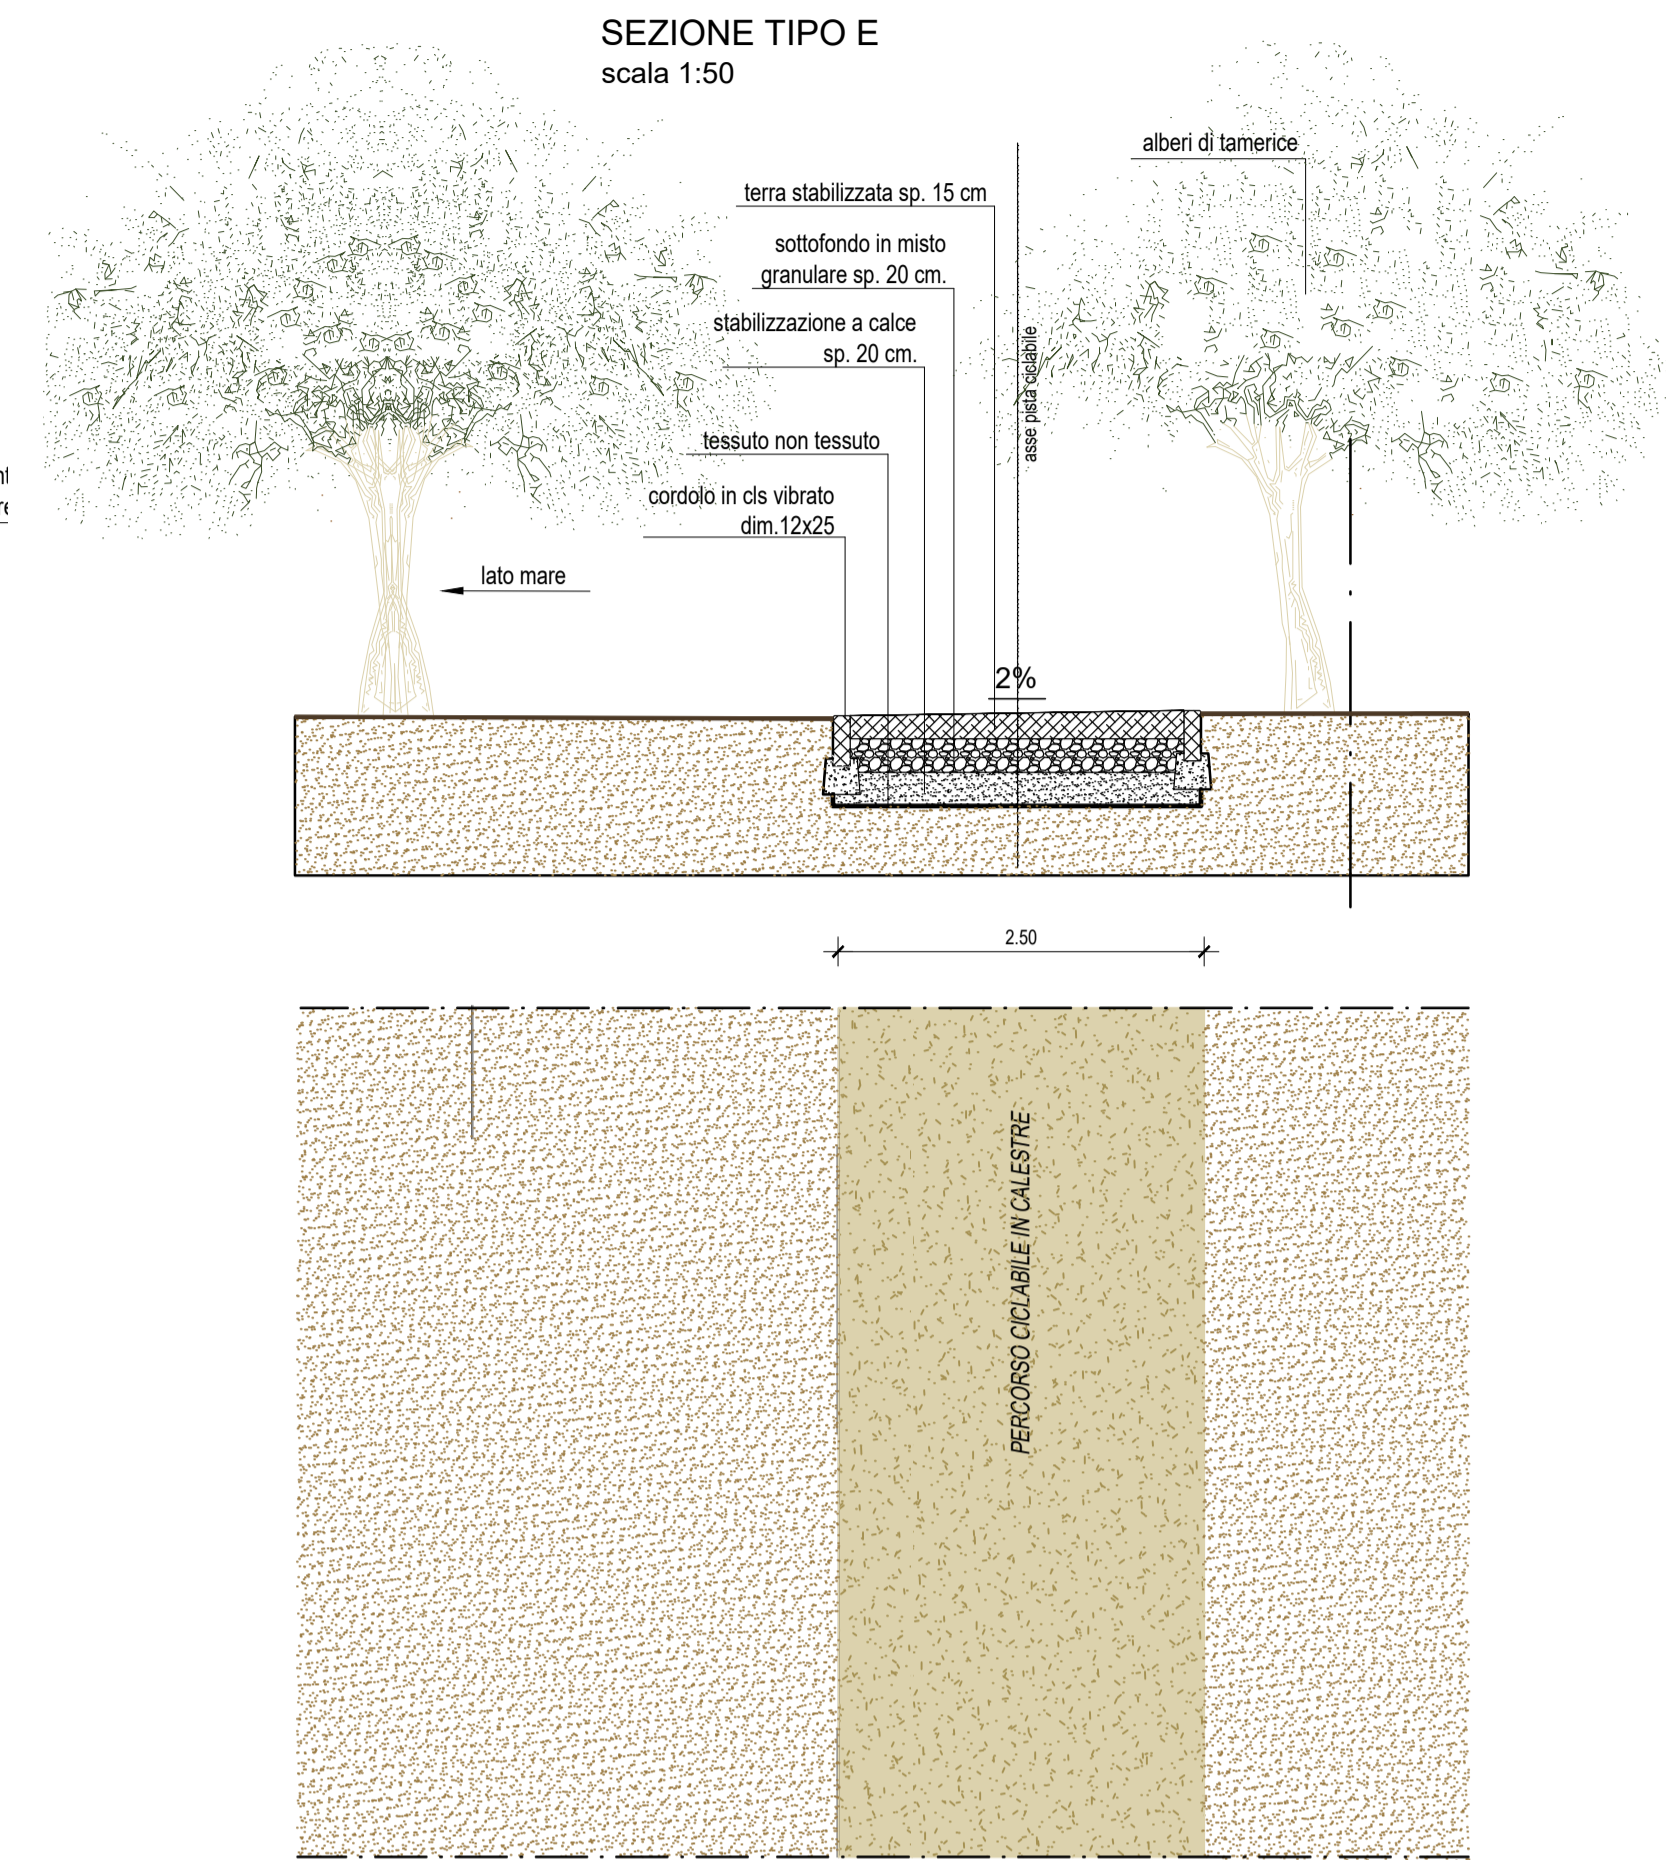 SEZIONE TIPO E
scala 1:50
alberi di tamerice
terra stabilizzata sp. 15 cm
sottofondo in misto
granulare sp. 20 cm.
stabilizzazione a calce
sp. 20 cm.
asse pista ciclabile
tessuto non tessuto
cordolo in cls vibrato
dim.12x25
lato mare
2%
2.50
PERCORSO CICLABILE IN CALESTRE